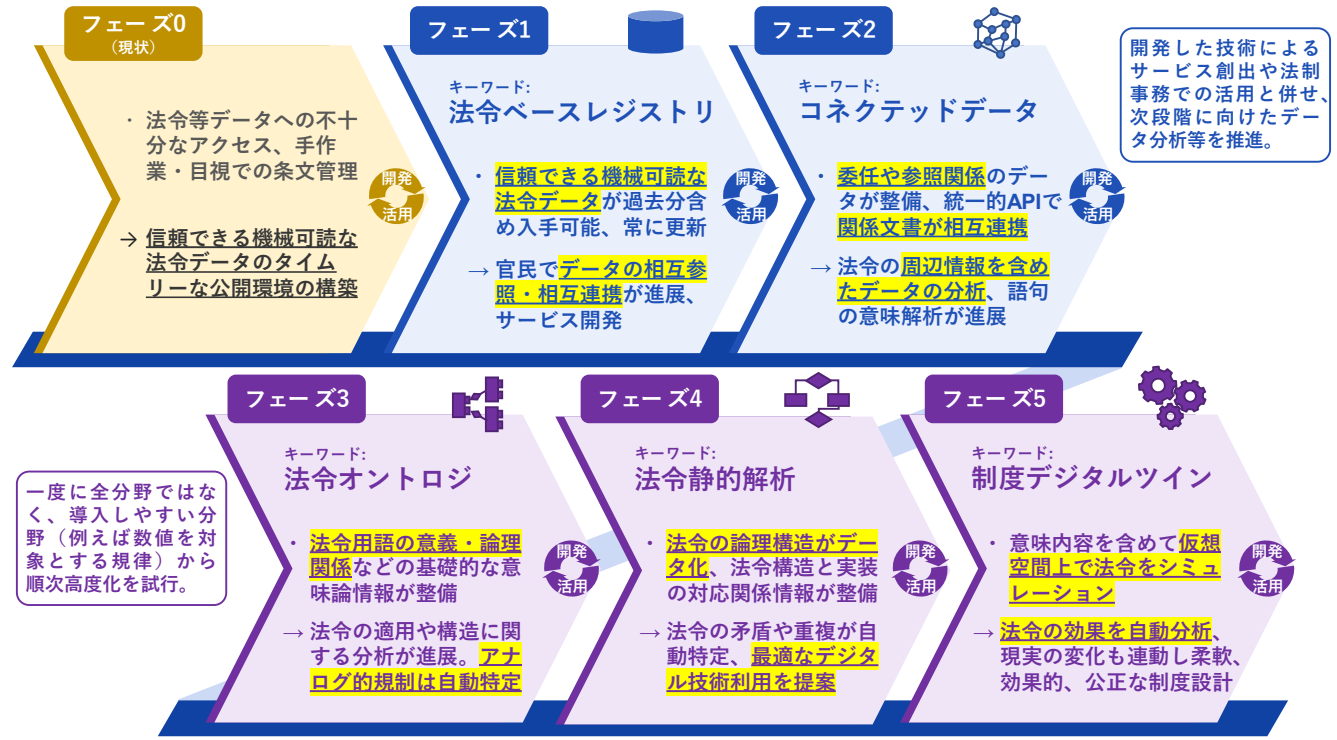 フェーズ0
（現状）
・ 法令等データへの不十
分なアクセス、手作
業・目視での条文管理
→ 信頼できる機械可読な
法令データのタイム
リーな公開環境の構築
開発
活用
フェーズ1
キーワード:
法令ベースレジストリ
・ 信頼できる機械可読な
法令データが過去分含
め入手可能、常に更新
→ 官民でデータの相互参
照・相互連携が進展、
サービス開発
開発
活用
フェーズ2
キーワード:
コネクテッドデータ
・ 委任や参照関係のデー
タが整備、統一的APIで
関係文書が相互連携
→ 法令の周辺情報を含め
たデータの分析、語句
の意味解析が進展
開発
活用
開発した技術による
サービス創出や法制
事務での活用と併せ、
次段階に向けたデー
タ分析等を推進。
一度に全分野ではな
く、導入しやすい分
野（例えば数値を対
象とする規律）から
順次高度化を試行。
フェーズ3
キーワード:
法令オントロジ
・ 法令用語の意義・論理
関係などの基礎的な意
味論情報が整備
→ 法令の適用や構造に関
する分析が進展。アナ
ログ的規制は自動特定
開発
活用
フェーズ4
キーワード:
法令静的解析
・ 法令の論理構造がデー
タ化、法令構造と実装
の対応関係情報が整備
→ 法令の矛盾や重複が自
動特定、最適なデジタ
ル技術利用を提案
開発
活用
フェーズ5
キーワード:
制度デジタルツイン
・ 意味内容を含めて仮想
空間上で法令をシミュ
レーション
→ 法令の効果を自動分析、
現実の変化も連動し柔軟、
効果的、公正な制度設計
開発
活用